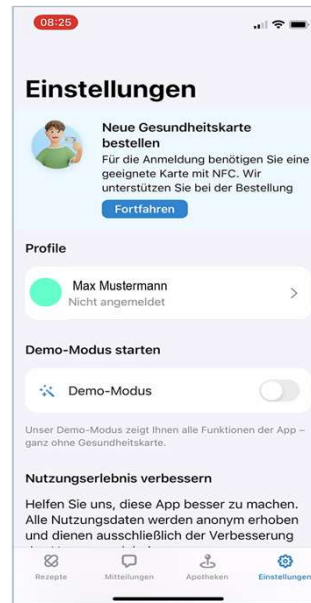 08:25
Einstellungen
Neue Gesundheitskarte
bestellen
Für die Anmeldung benötigen Sie eine
geeignete Karte mit NFC. Wir
unterstützen Sie bei der Bestellung
Fortfahren
Profile
Max Mustermann
Nicht angemeldet
Demo-Modus starten
Demo-Modus
Unser Demo-Modus zeigt Ihnen alle Funktionen der App –
ganz ohne Gesundheitskarte.
Nutzungserlebnis verbessern
Helfen Sie uns, diese App besser zu machen.
Alle Nutzungsdaten werden anonym erhoben
und dienen ausschließlich der Verbesserung
Rezepte
Mitteilungen
Apotheken
Einstellungen